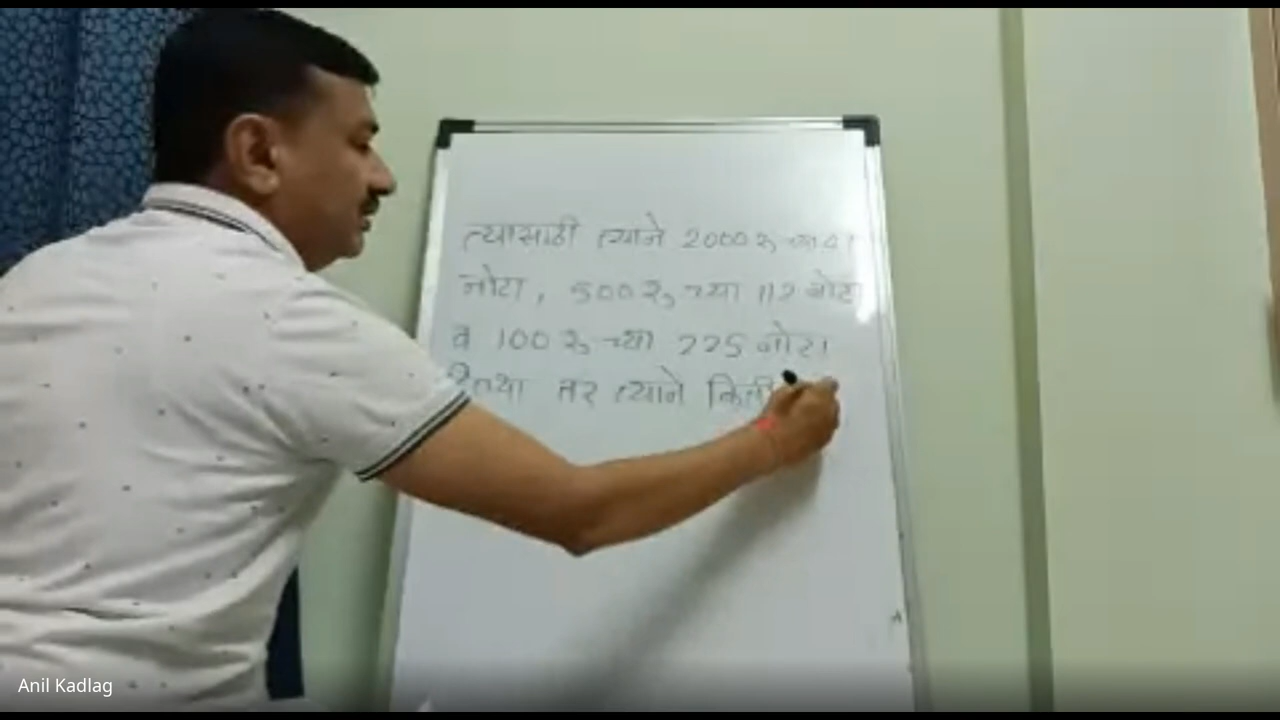 त्यासाठी त्याने 2000 रु च्या
नोटा, 500 रु च्या 112 नोटा
व 100 रु च्या 225 नोटा
दिल्या तर त्याने किती
Anil Kadlag